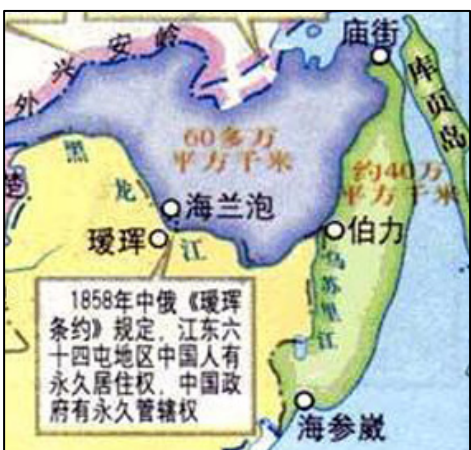 外兴安岭
庙街
库页岛
60多万
平方千米
约40万
平方千米
黑龙江
海兰泡
瑷珲
伯力
乌苏里江
1858年中俄《瑷珲
条约》规定，江东六
十四屯地区中国人有
永久居住权，中国政
府有永久管辖权
海参崴